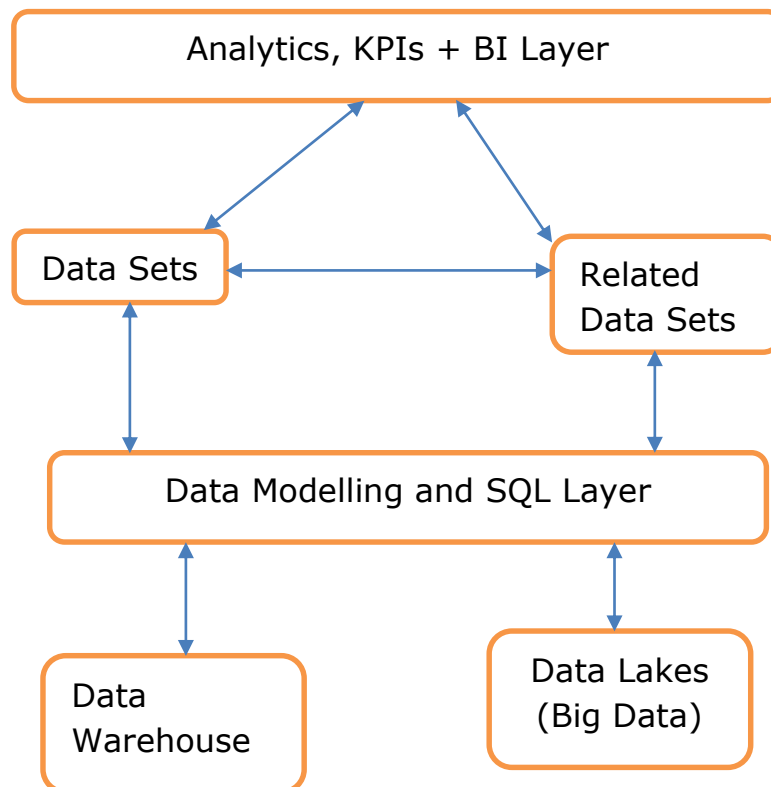 Analytics, KPIs + BI Layer
Data Sets
Related
Data Sets
Data Modelling and SQL Layer
Data
Warehouse
Data Lakes
(Big Data)